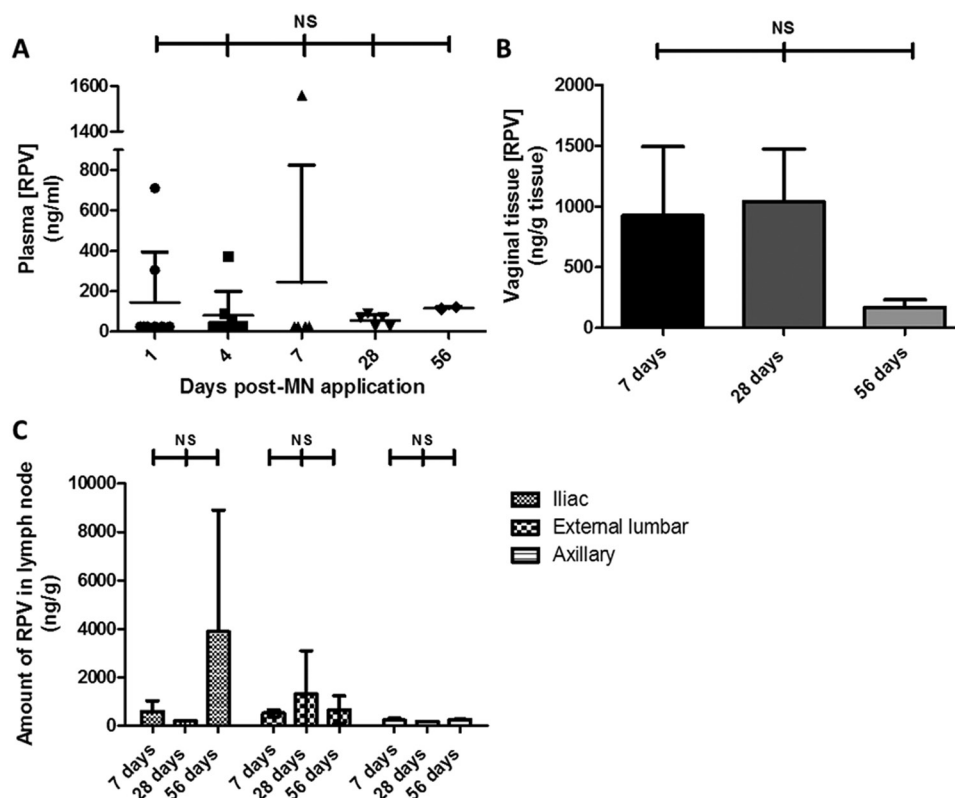 A
NS
Plasma [RPV]
(ng/ml)
1600
1400
800
600
400
200
0
1
4
7
28
56
Days post-MN application
B
NS
Vaginal tissue [RPV]
(ng/g tissue)
2000
1500
1000
500
0
7 days
28 days
56 days
C
NS
NS
NS
Amount of RPV in lymph node
(ng/g)
10000
8000
6000
4000
2000
0
7 days
28 days
56 days
7 days
28 days
56 days
7 days
28 days
56 days
Iliac
External lumbar
Axillary